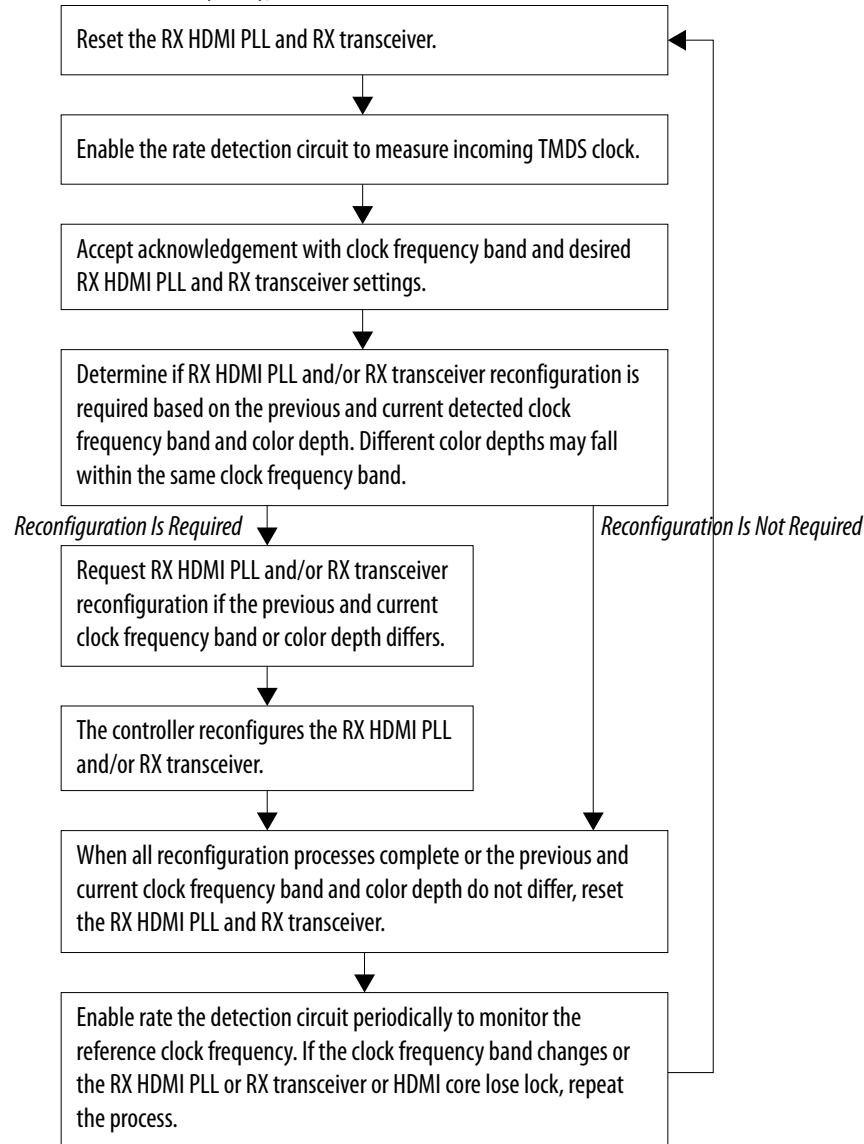 Reset the RX HDMI PLL and RX transceiver.
Enable the rate detection circuit to measure incoming TMDS clock.
Accept acknowledgement with clock frequency band and desired
RX HDMI PLL and RX transceiver settings.
Determine if RX HDMI PLL and/or RX transceiver reconfiguration is
required based on the previous and current detected clock
frequency band and color depth. Different color depths may fall
within the same clock frequency band.
Reconfiguration Is Required
Reconfiguration Is Not Required
Request RX HDMI PLL and/or RX transceiver
reconfiguration if the previous and current
clock frequency band or color depth differs.
The controller reconfigures the RX HDMI PLL
and/or RX transceiver.
When all reconfiguration processes complete or the previous and
current clock frequency band and color depth do not differ, reset
the RX HDMI PLL and RX transceiver.
Enable rate the detection circuit periodically to monitor the
reference clock frequency. If the clock frequency band changes or
the RX HDMI PLL or RX transceiver or HDMI core lose lock, repeat
the process.